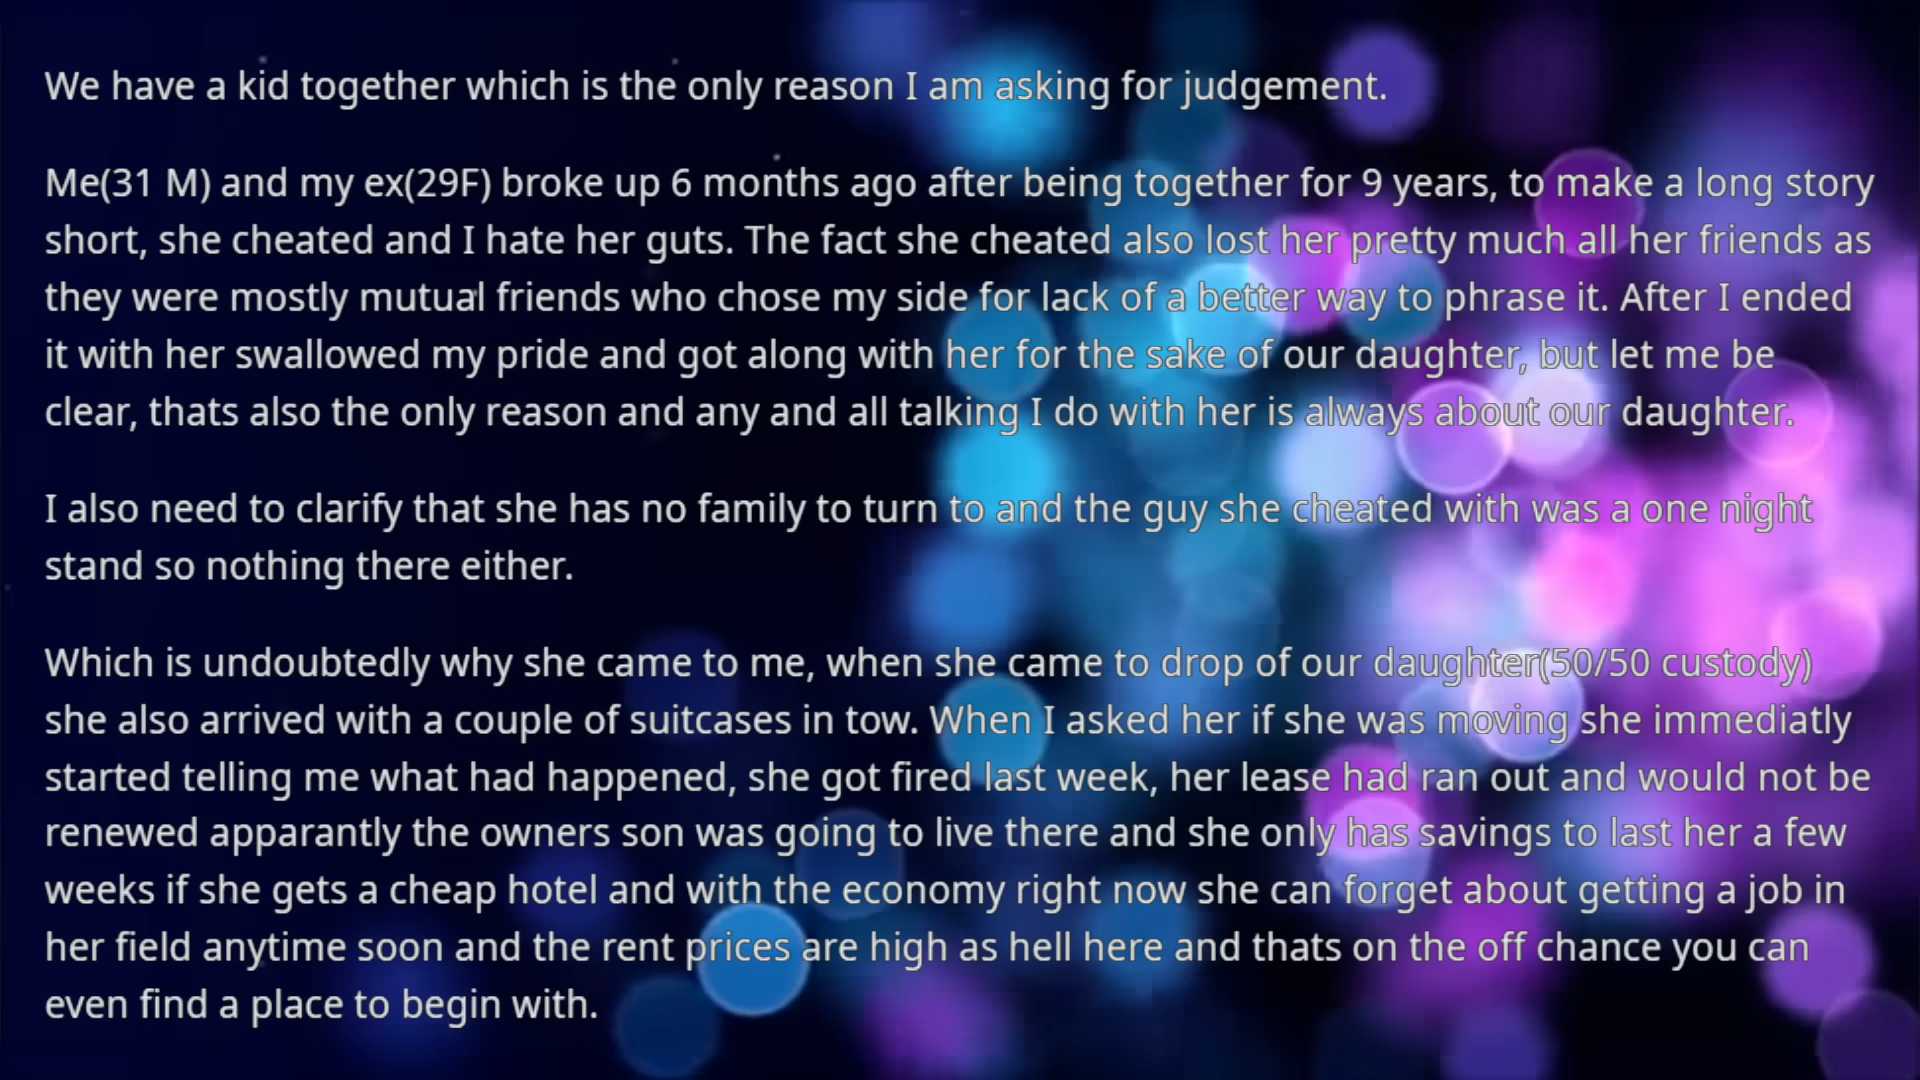 We have a kid together which is the only reason I am asking for judgement.
Me(31 M) and my ex(29F) broke up 6 months ago after being together for 9 years, to make a long story
short, she cheated and I hate her guts. The fact she cheated also lost her pretty much all her friends as
they were mostly mutual friends who chose my side for lack of a better way to phrase it. After I ended
it with her swallowed my pride and got along with her for the sake of our daughter, but let me be
clear, thats also the only reason and any and all talking I do with her is always about our daughter.
I also need to clarify that she has no family to turn to and the guy she cheated with was a one night
stand so nothing there either.
Which is undoubtedly why she came to me, when she came to drop of our daughter(50/50 custody)
she also arrived with a couple of suitcases in tow. When I asked her if she was moving she immediatly
started telling me what had happened, she got fired last week, her lease had ran out and would not be
renewed apparantly the owners son was going to live there and she only has savings to last her a few
weeks if she gets a cheap hotel and with the economy right now she can forget about getting a job in
her field anytime soon and the rent prices are high as hell here and thats on the off chance you can
even find a place to begin with.